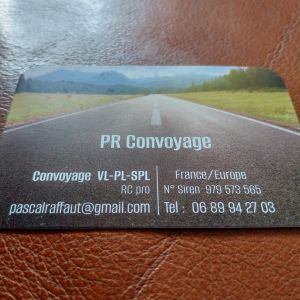 PR Convoyage
Convoyage VL-PL-SPL
RC pro
pascalraffaut@gmail.com
France/Europe
N° Siren 979 573 565
Tel : 06 89 94 27 03